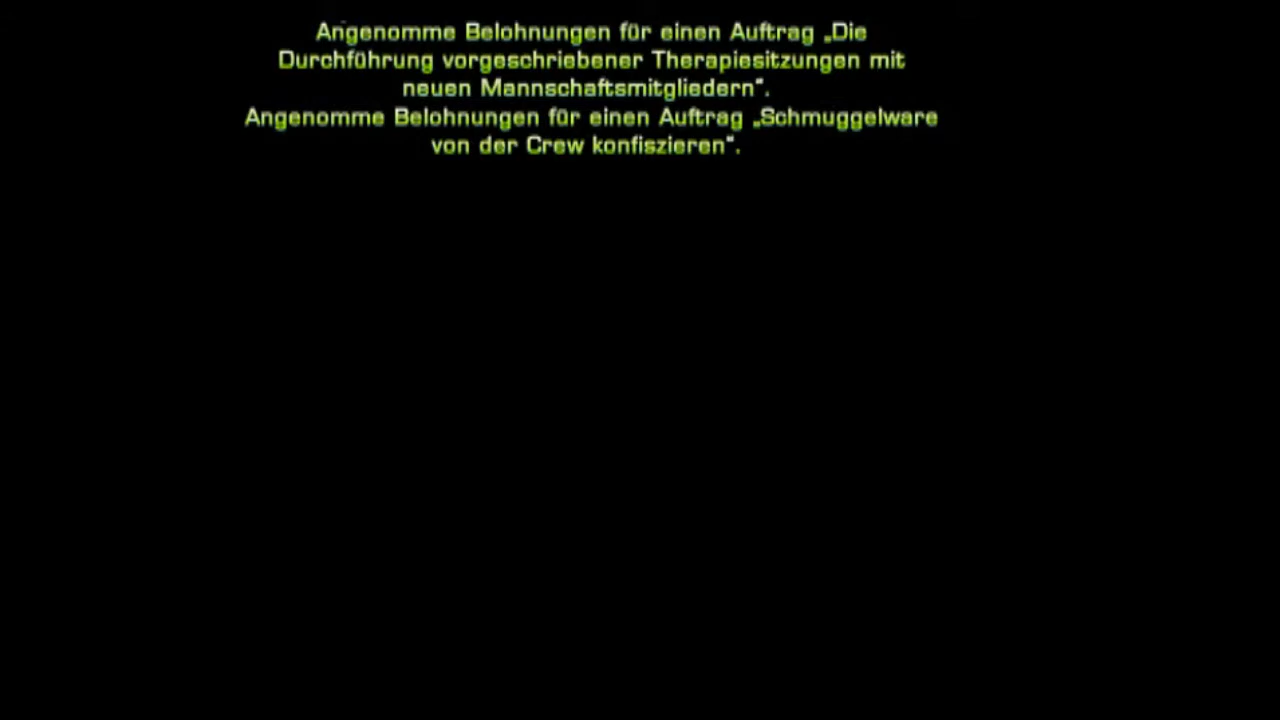 Angenomme Belohnungen für einen Auftrag „Die
Durchführung vorgeschriebener Therapiesitzungen mit
neuen Mannschaftsmitgliedern“.
Angenomme Belohnungen für einen Auftrag „Schmuggelware
von der Crew konfiszieren“.